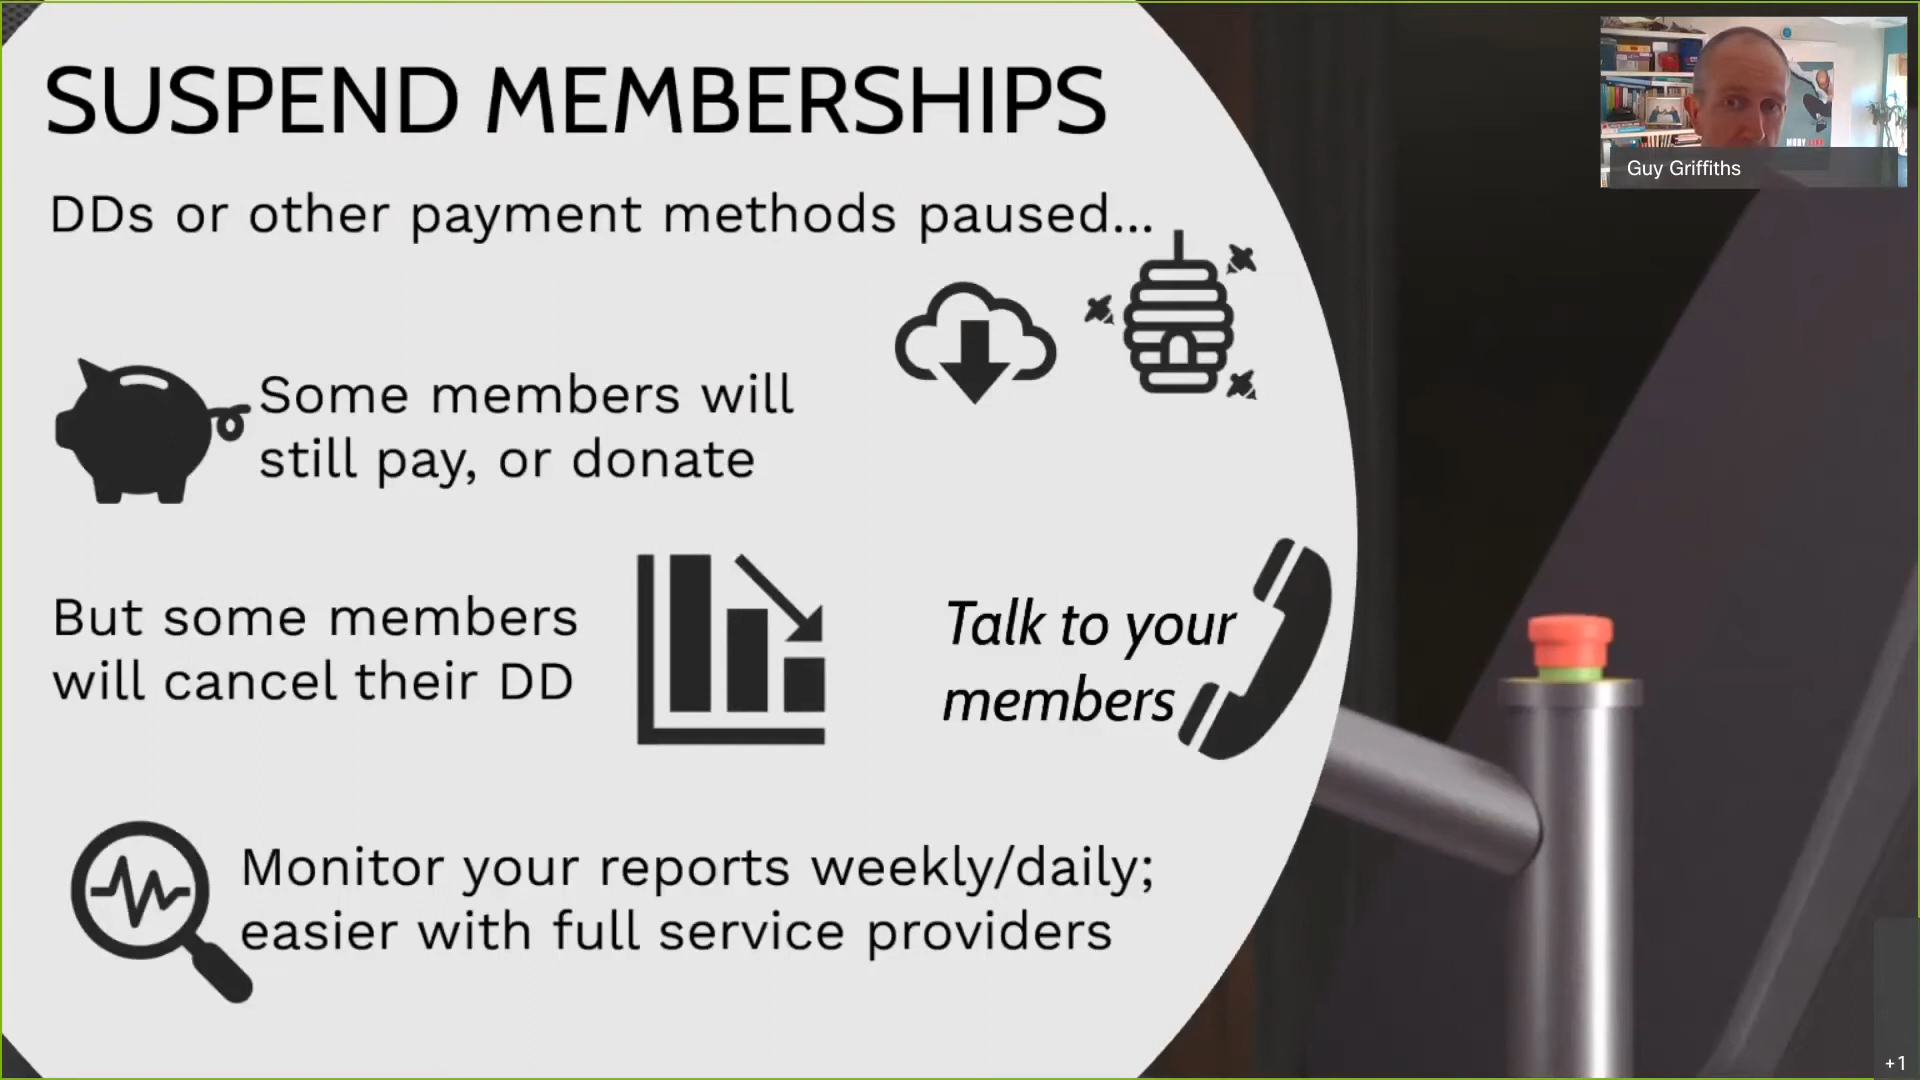 SUSPEND MEMBERSHIPS
Guy Griffiths
DDs or other payment methods paused...
Some members will
still pay, or donate
But some members
will cancel their DD
Talk to your
members
Monitor your reports weekly/daily;
easier with full service providers
+1